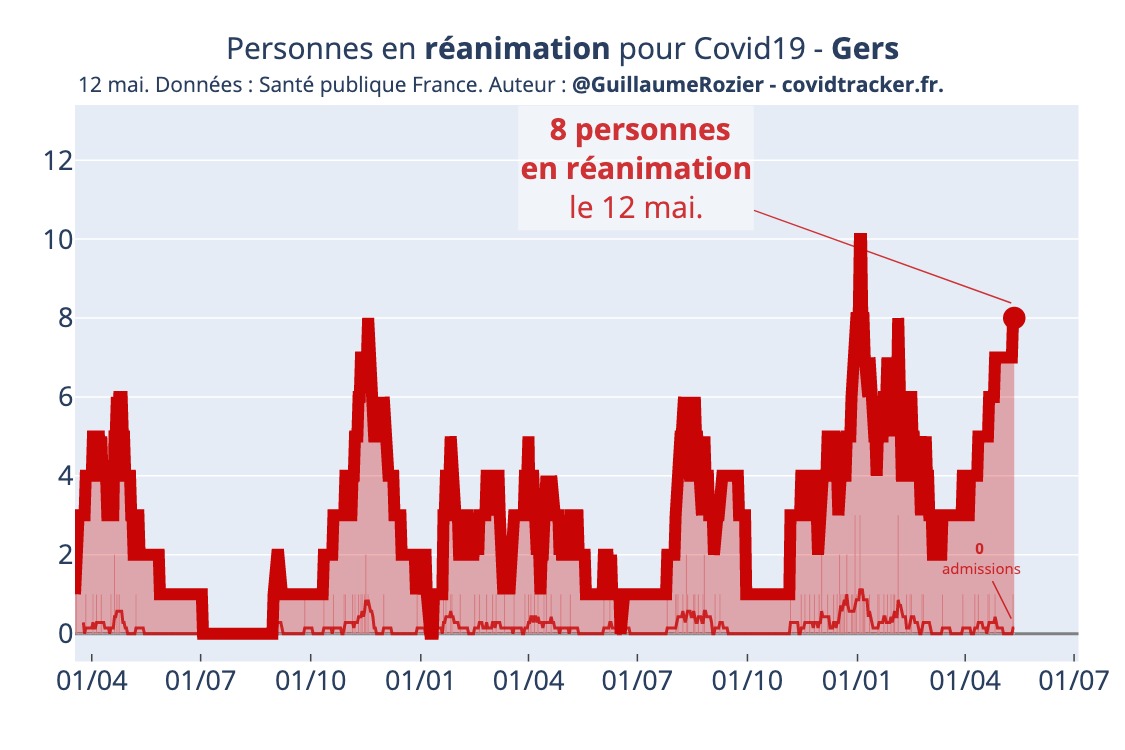 Personnes en réanimation pour Covid19 - Gers
12 mai. Données : Santé publique France. Auteur : @GuillaumeRozier - covidtracker.fr.
8 personnes
en réanimation
le 12 mai.
12
10
8
6
4
2
0
0
admissions
01/04 01/07 01/10 01/01 01/04 01/07 01/10 01/01 01/04 01/07